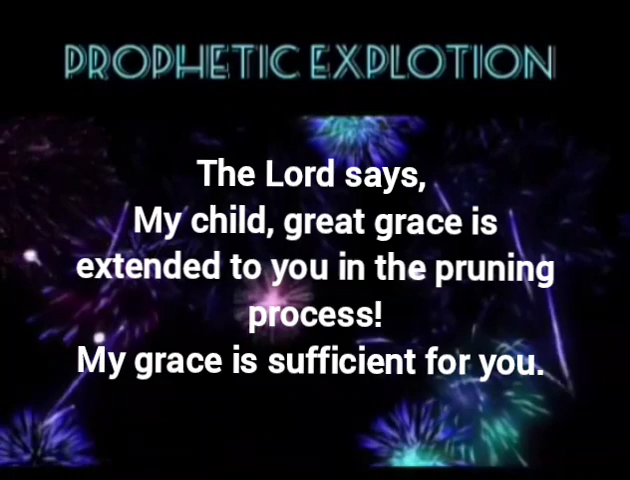 PROPHETIC EXPLOTION
The Lord says,
My child, great grace is
extended to you in the pruning
process!
My grace is sufficient for you.